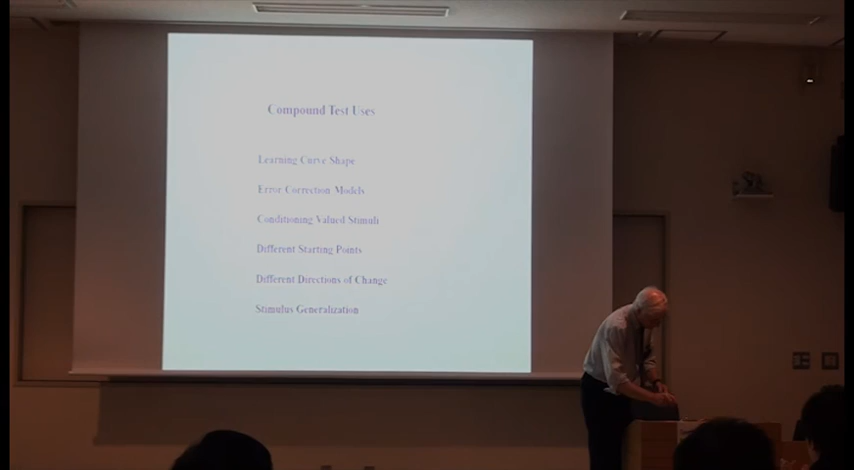 Compound Test Uses
Learning Curve Shape
Error Correction Models
Conditioning Valued Stimuli
Different Starting Points
Different Directions of Change
Stimulus Generalization